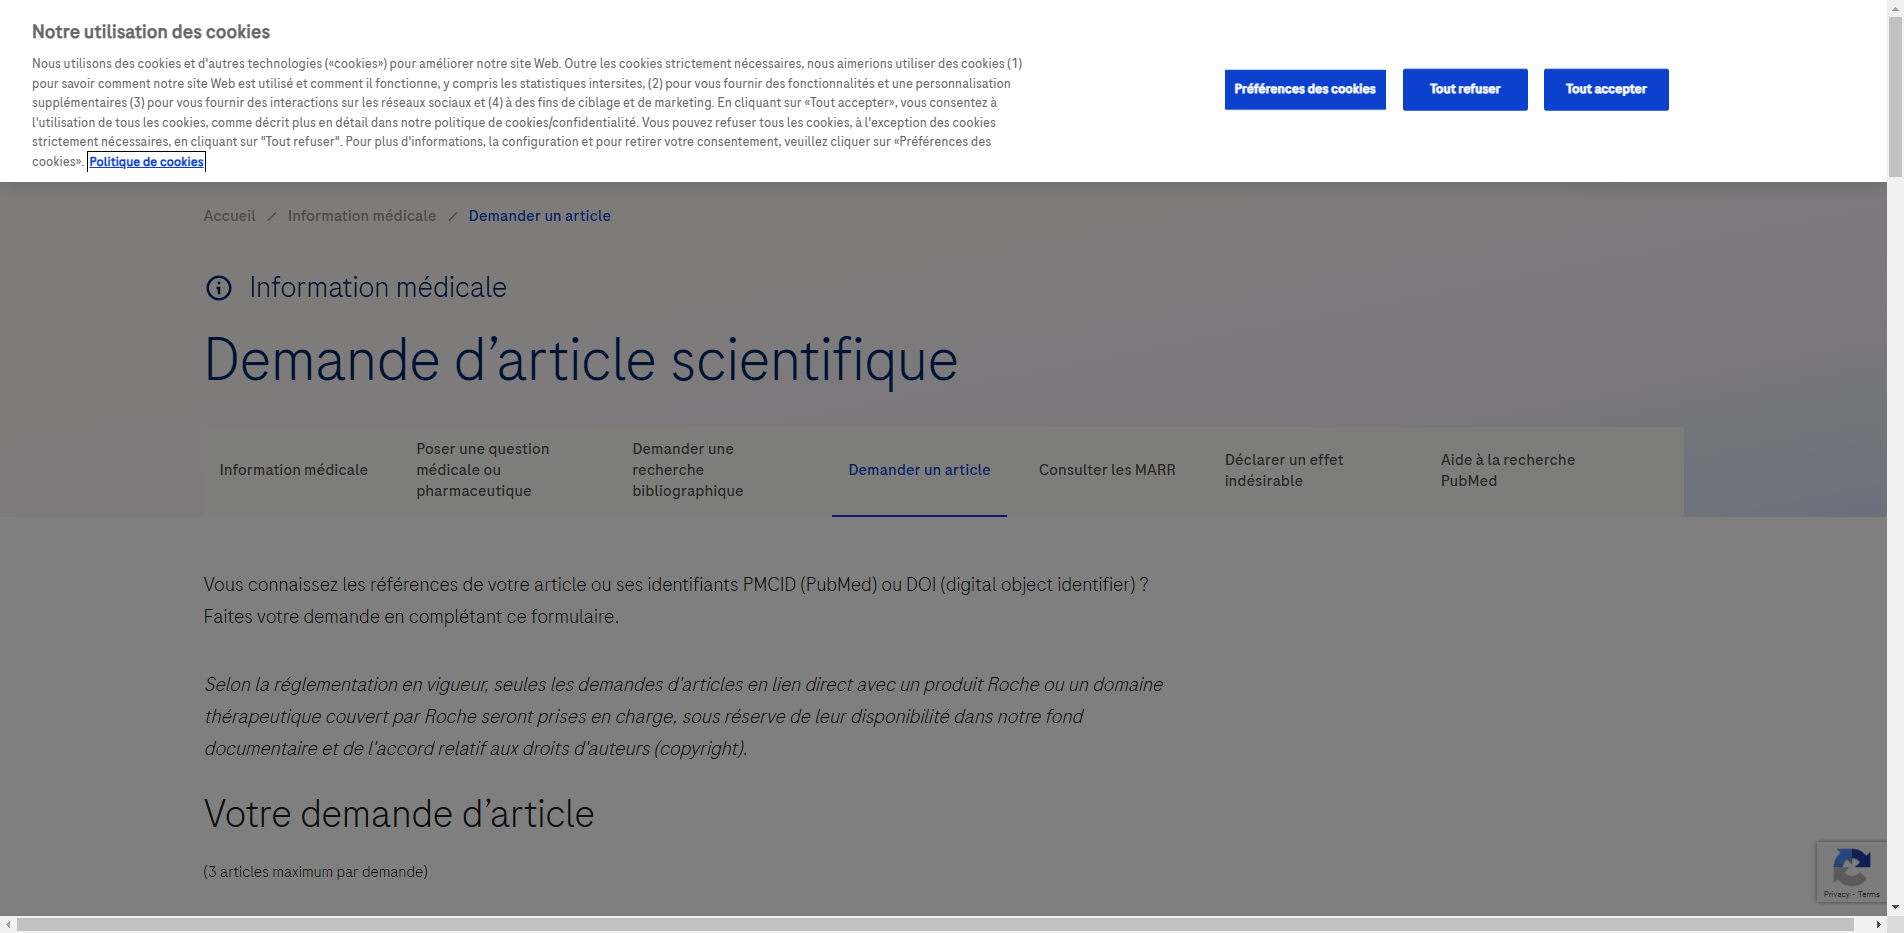 Notre utilisation des cookies
Nous utilisons des cookies et d'autres technologies («cookies») pour améliorer notre site Web. Outre les cookies strictement nécessaires, nous aimerions utiliser des cookies (1)
pour savoir comment notre site Web est utilisé et comment il fonctionne, y compris les statistiques intersites, (2) pour vous fournir des fonctionnalités et une personnalisation
supplémentaires (3) pour vous fournir des interactions sur les réseaux sociaux et (4) à des fins de ciblage et de marketing. En cliquant sur «Tout accepter», vous consentez à
l'utilisation de tous les cookies, comme décrit plus en détail dans notre politique de cookies/confidentialité. Vous pouvez refuser tous les cookies, à l'exception des cookies
strictement nécessaires, en cliquant sur "Tout refuser". Pour plus d'informations, la configuration et pour retirer votre consentement, veuillez cliquer sur «Préférences des
cookies». Politique de cookies
Préférences des cookies
Tout refuser
Tout accepter
Accueil / Information médicale / Demander un article
Information médicale
Demande d’article scientifique
Information médicale
Poser une question
médicale ou
pharmaceutique
Demander une
recherche
bibliographique
Demander un article
Consulter les MARR
Déclarer un effet
indésirable
Aide à la recherche
PubMed
Vous connaissez les références de votre article ou ses identifiants PMCID (PubMed) ou DOI (digital object identifier) ?
Faites votre demande en complétant ce formulaire.
Selon la réglementation en vigueur, seules les demandes d'articles en lien direct avec un produit Roche ou un domaine
thérapeutique couvert par Roche seront prises en charge, sous réserve de leur disponibilité dans notre fond
documentaire et de l'accord relatif aux droits d'auteurs (copyright).
Votre demande d’article
(3 articles maximum par demande)
Privacy - Terms